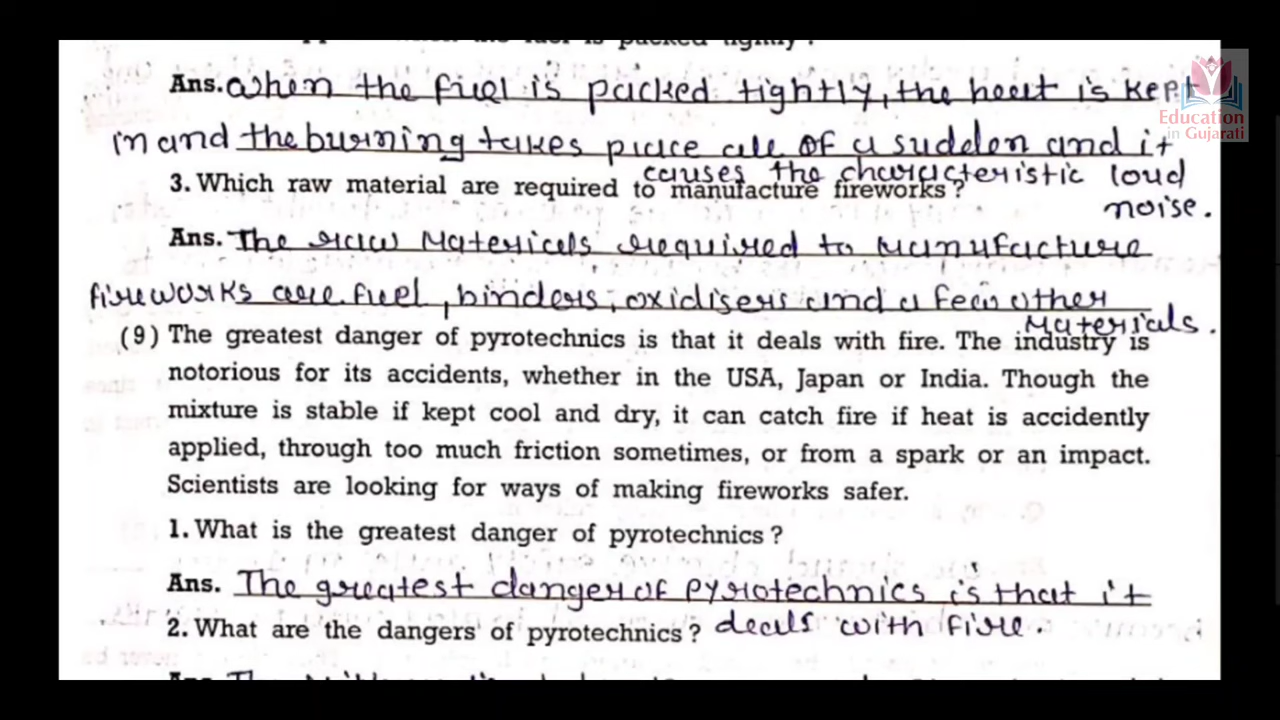 the fuel is packed tightly?
Ans. When the fuel is packed tightly, the heat is kept
in and the burning takes place all of a sudden and it
causes the characteristic loud
noise.
3. Which raw material are required to manufacture fireworks ?
Ans. The raw Materials required to Manufacture
fireworks are fuel, binders, oxidisers and a few other
Materials.
(9) The greatest danger of pyrotechnics is that it deals with fire. The industry is
notorious for its accidents, whether in the USA, Japan or India. Though the
mixture is stable if kept cool and dry, it can catch fire if heat is accidently
applied, through too much friction sometimes, or from a spark or an impact.
Scientists are looking for ways of making fireworks safer.
1. What is the greatest danger of pyrotechnics ?
Ans. The greatest danger of pyrotechnics is that it
deals with fire.
2. What are the dangers of pyrotechnics ?
Ans. The
Education
in Gujarati